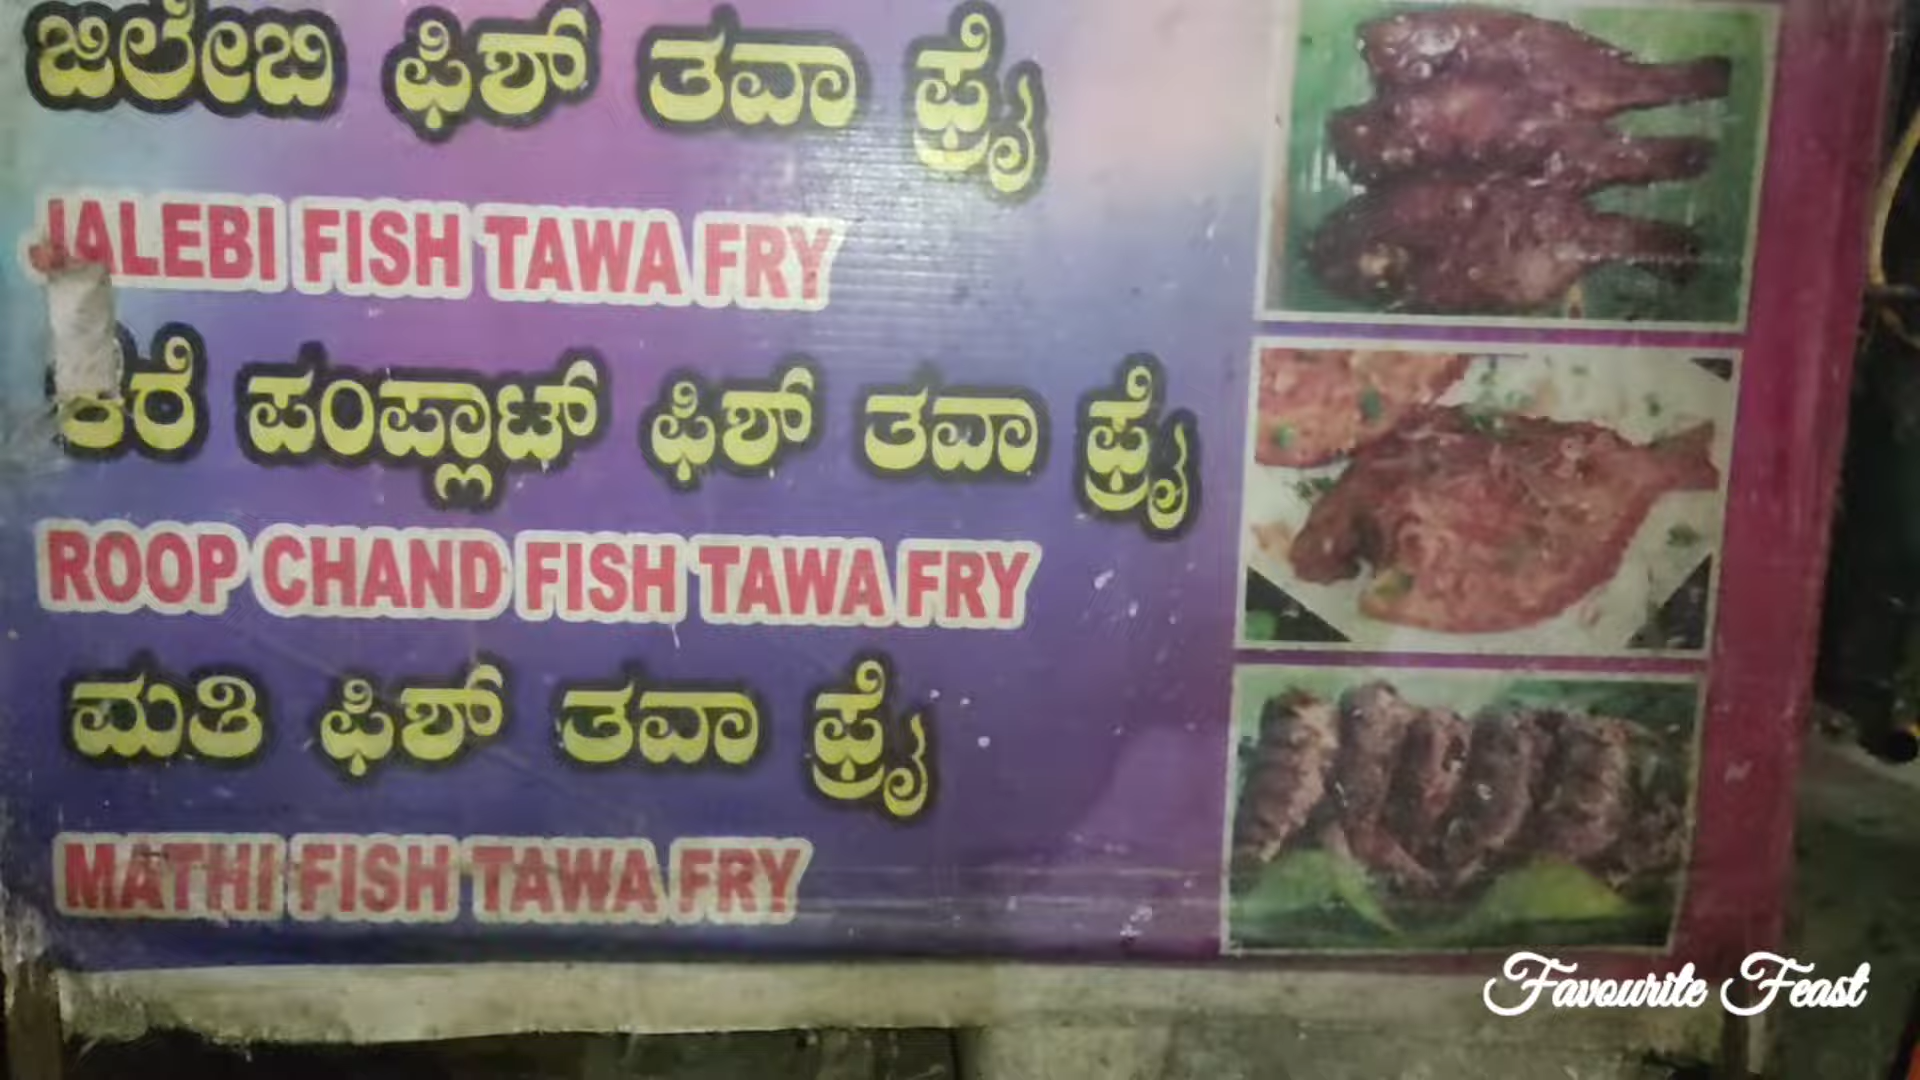 ಜಿಲೇಬಿ ಫಿಶ್ ತವಾ ಫ್ರೈ
JALEBI FISH TAWA FRY
ಕೆರೆ ಪಂಪ್ಲಾಟ್ ಫಿಶ್ ತವಾ ಫ್ರೈ
ROOP CHAND FISH TAWA FRY
ಮತಿ ಫಿಶ್ ತವಾ ಫ್ರೈ
MATHI FISH TAWA FRY
Favourite Feast